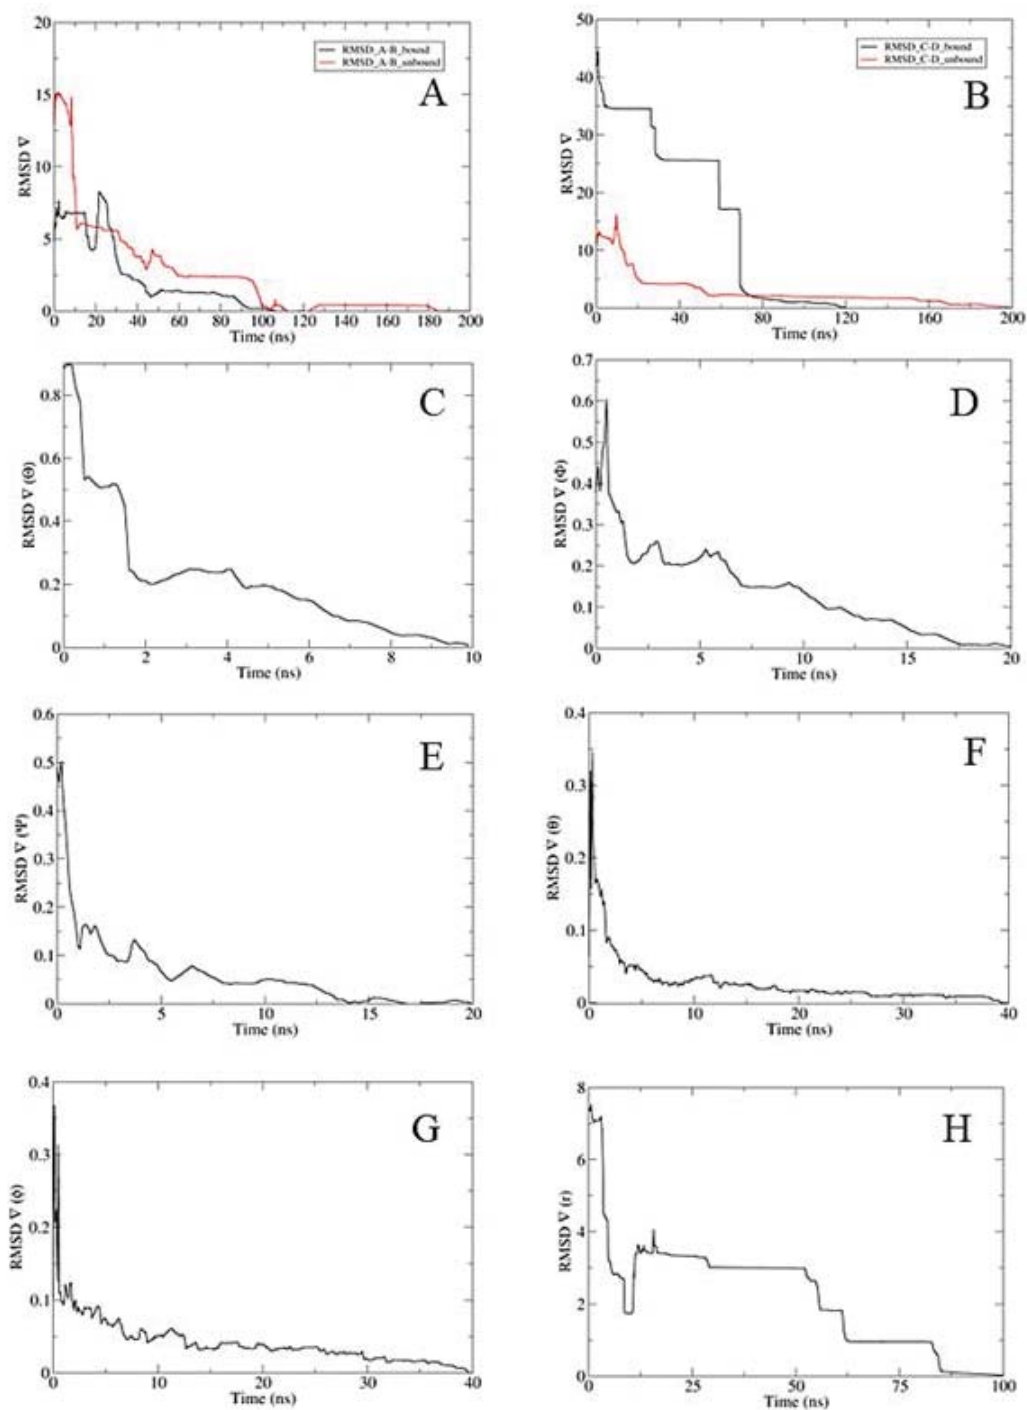 RMSD_A-B_bound
RMSD_A-B_unbound
A
RMSD ∇
20
15
10
5
0
0 20 40 60 80 100 120 140 160 180 200
Time (ns)
RMSD_C-D_bound
RMSD_C-D_unbound
B
RMSD ∇
50
40
30
20
10
0
0 40 80 120 160 200
Time (ns)
C
RMSD ∇ (Θ)
0.8
0.6
0.4
0.2
0
0 2 4 6 8 10
Time (ns)
D
RMSD ∇ (Φ)
0.7
0.6
0.5
0.4
0.3
0.2
0.1
0
0 5 10 15 20
Time (ns)
E
RMSD ∇ (Ψ)
0.6
0.5
0.4
0.3
0.2
0.1
0
0 5 10 15 20
Time (ns)
F
RMSD ∇ (θ)
0.4
0.3
0.2
0.1
0
0 10 20 30 40
Time (ns)
G
RMSD ∇ (ϕ)
0.4
0.3
0.2
0.1
0
0 10 20 30 40
Time (ns)
H
RMSD ∇ (r)
8
6
4
2
0
0 25 50 75 100
Time (ns)